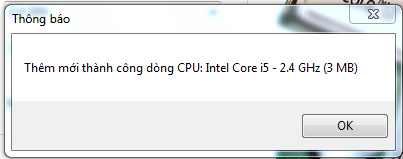 Thông báo
Thêm mới thành công dòng CPU: Intel Core i5 - 2.4 GHz (3 MB)
OK